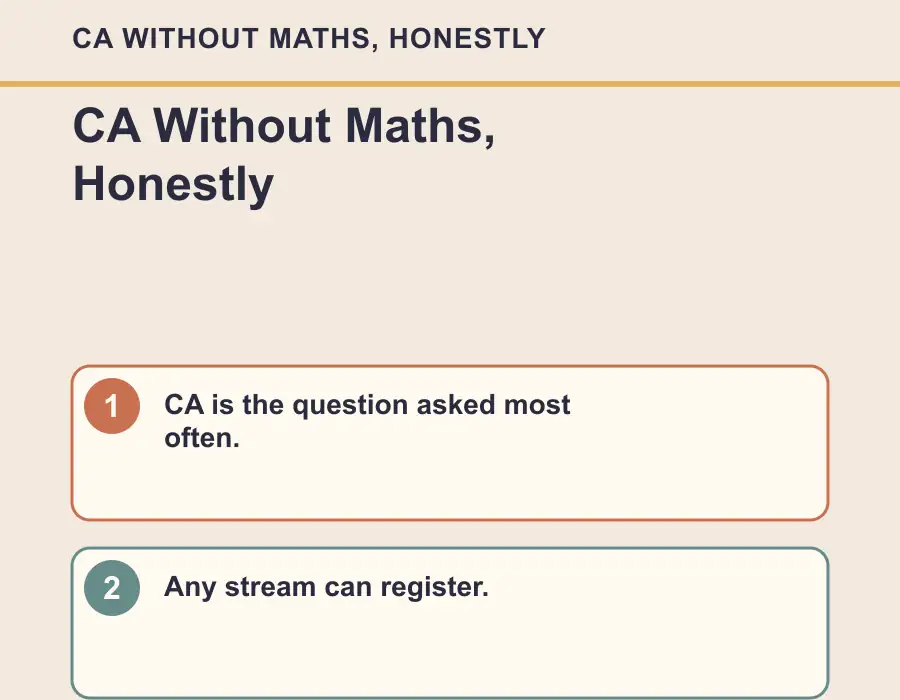 CA WITHOUT MATHS, HONESTLY
CA Without Maths,
Honestly
1
CA is the question asked most
often.
2
Any stream can register.